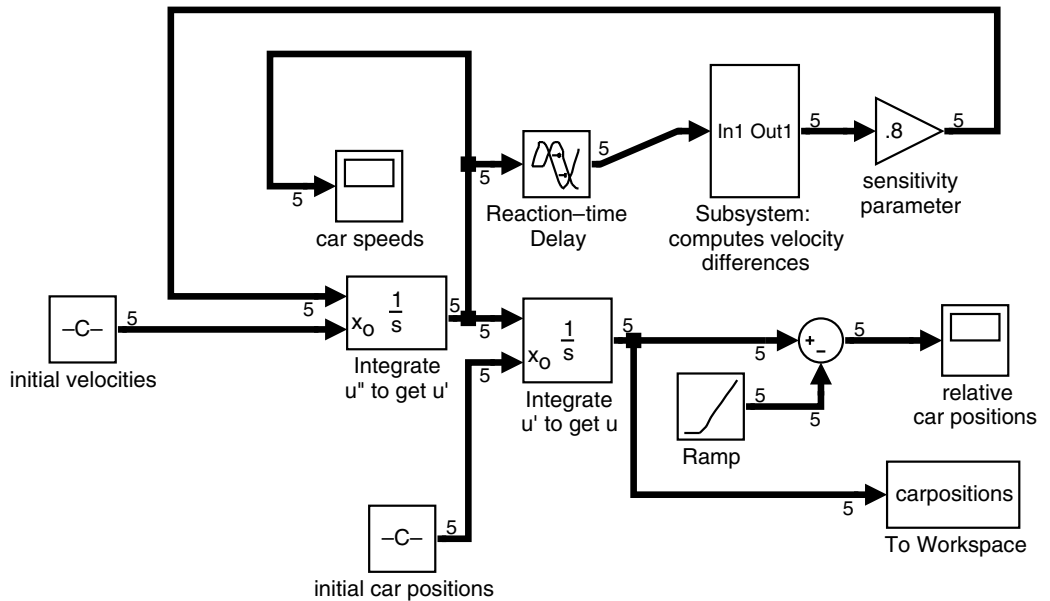 5
In1 Out1
5
.8
5
5
5
5
sensitivity
parameter
Reaction–time
Delay
Subsystem:
computes velocity
differences
car speeds
–C–
5
initial velocities
5
xo
1
s
5
5
Integrate
u" to get u'
xo
1
s
5
5
Integrate
u' to get u
5
5
+
–
5
relative
car positions
Ramp
5
5
carpositions
5
To Workspace
–C–
5
initial car positions